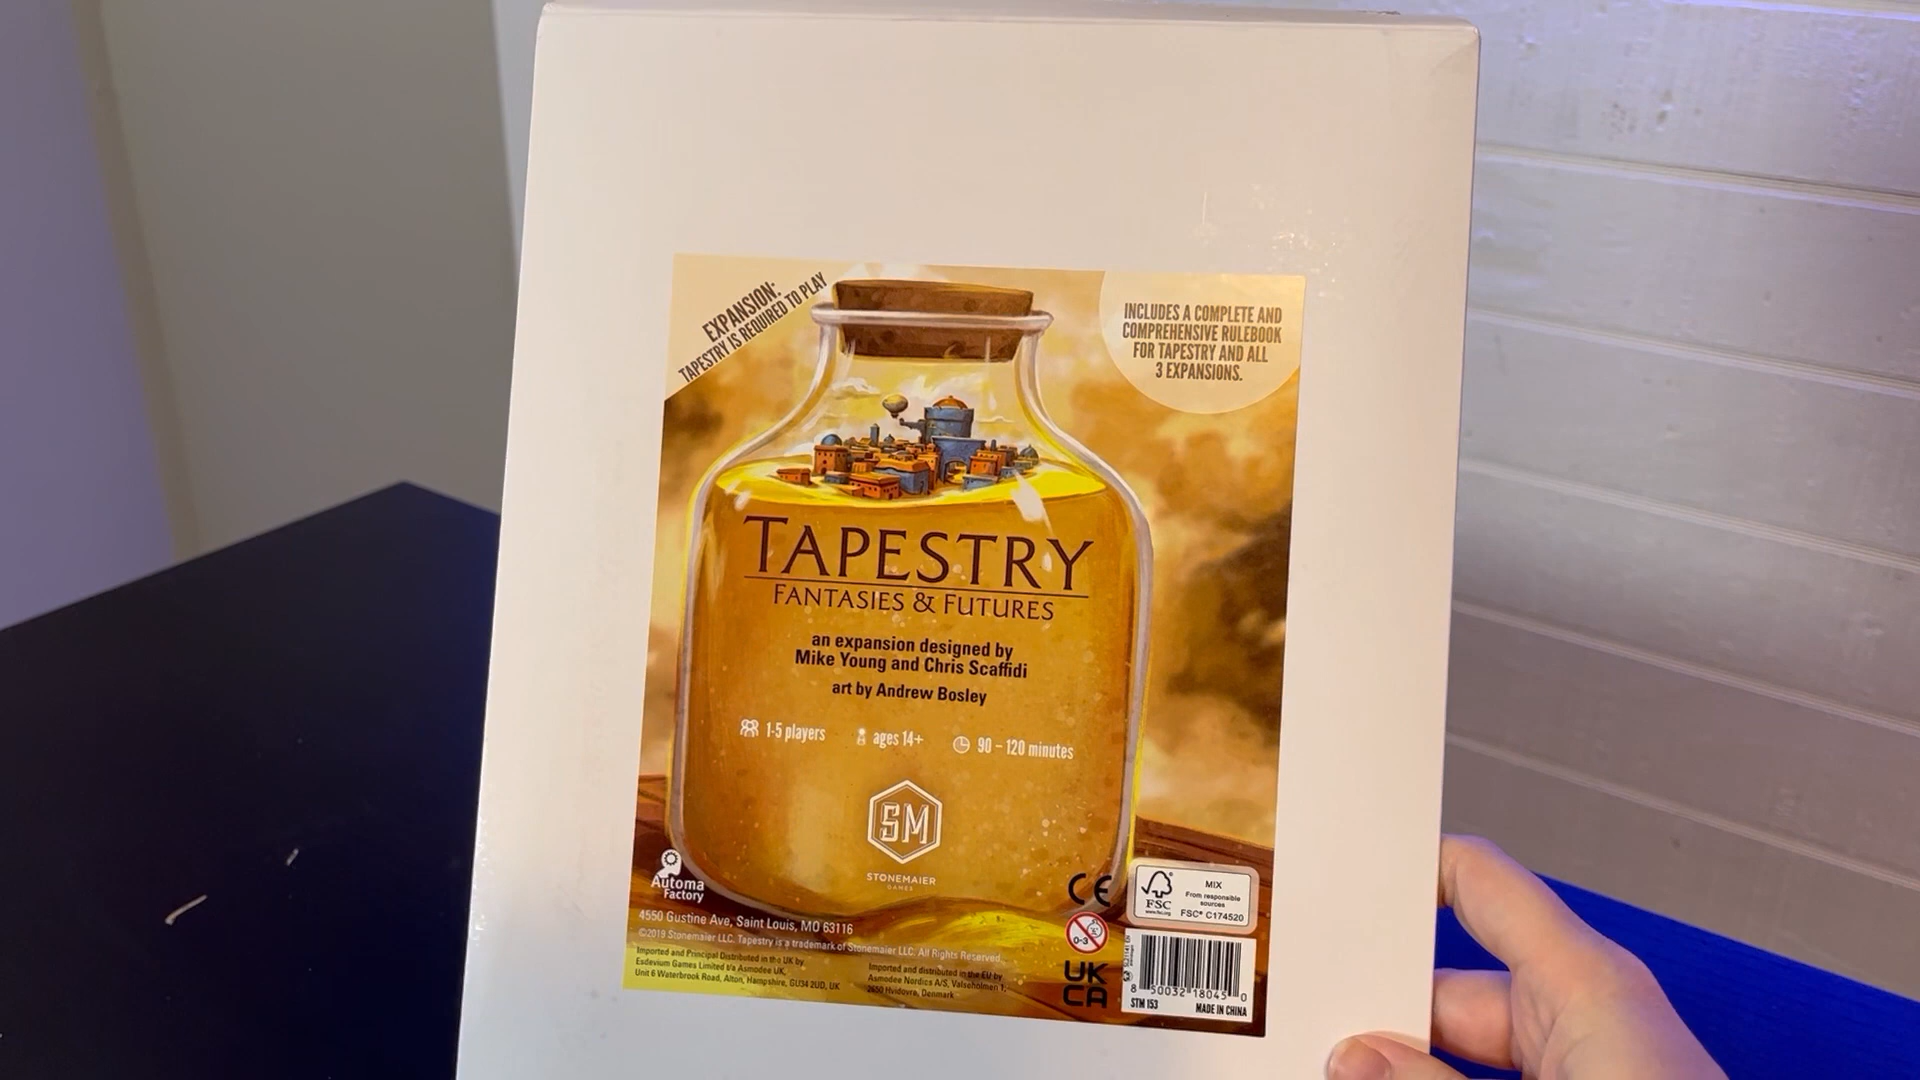 EXPANSION:
TAPESTRY IS REQUIRED TO PLAY
INCLUDES A COMPLETE AND
COMPREHENSIVE RULEBOOK
FOR TAPESTRY AND ALL
3 EXPANSIONS.
TAPESTRY
FANTASIES & FUTURES
an expansion designed by
Mike Young and Chris Scaffidi
art by Andrew Bosley
1-5 players
ages 14+
90 – 120 minutes
SM
STONEMAIER
GAMES
Automa
Factory
4550 Gustine Ave, Saint Louis, MO 63116
©2019 Stonemaier LLC. Tapestry is a trademark of Stonemaier LLC. All Rights Reserved.
Imported and Principal Distributed in the UK by
Esdevium Games Limited t/a Asmodee UK,
Unit 6 Waterbrook Road, Alton, Hampshire, GU34 2UD, UK
Imported and distributed in the EU by
Asmodee Nordics A/S, Valseholmen 1,
2650 Hvidovre, Denmark
CE
0-3
UK
CA
FSC
www.fsc.org
MIX
From responsible
sources
FSC® C174520
8 50032 18045 0
STM 153
MADE IN CHINA